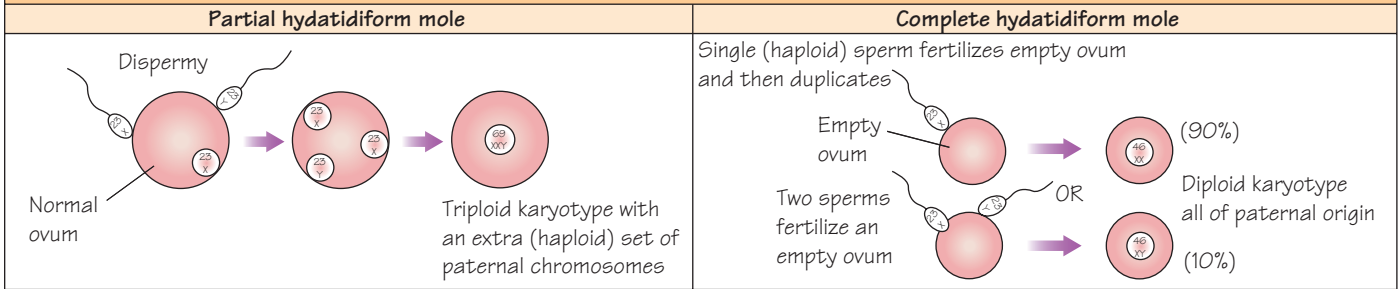 Partial hydatidiform mole
Dispermy
23
X
23
Y
23
X
23
X
23
X
23
Y
69
XXY
Normal
ovum
Triploid karyotype with
an extra (haploid) set of
paternal chromosomes
Complete hydatidiform mole
Single (haploid) sperm fertilizes empty ovum
and then duplicates
23
X
Empty
ovum
46
XX
(90%)
Two sperms
fertilize an
empty ovum
23
X
23
Y
OR
Diploid karyotype
all of paternal origin
46
XY
(10%)